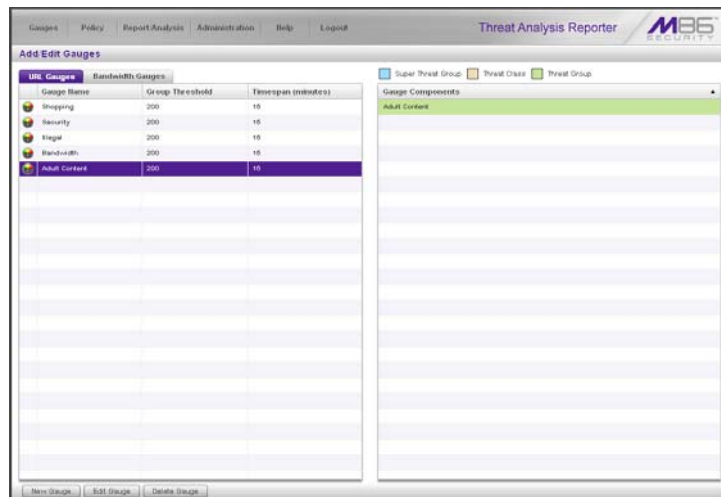 Gauges Policy Report/Analysis Administration Help Logout Threat Analysis Reporter M86 SECURITY
Add/Edit Gauges
URL Gauges Bandwidth Gauges
Super Threat Group Threat Class Threat Group
Gauge Name Group Threshold Timespan (minutes)
Gauge Components
Shopping 200 15
Adult Content
Security 200 15
Illegal 200 15
Bandwidth 200 15
Adult Content 200 15
New Gauge Edit Gauge Delete Gauge